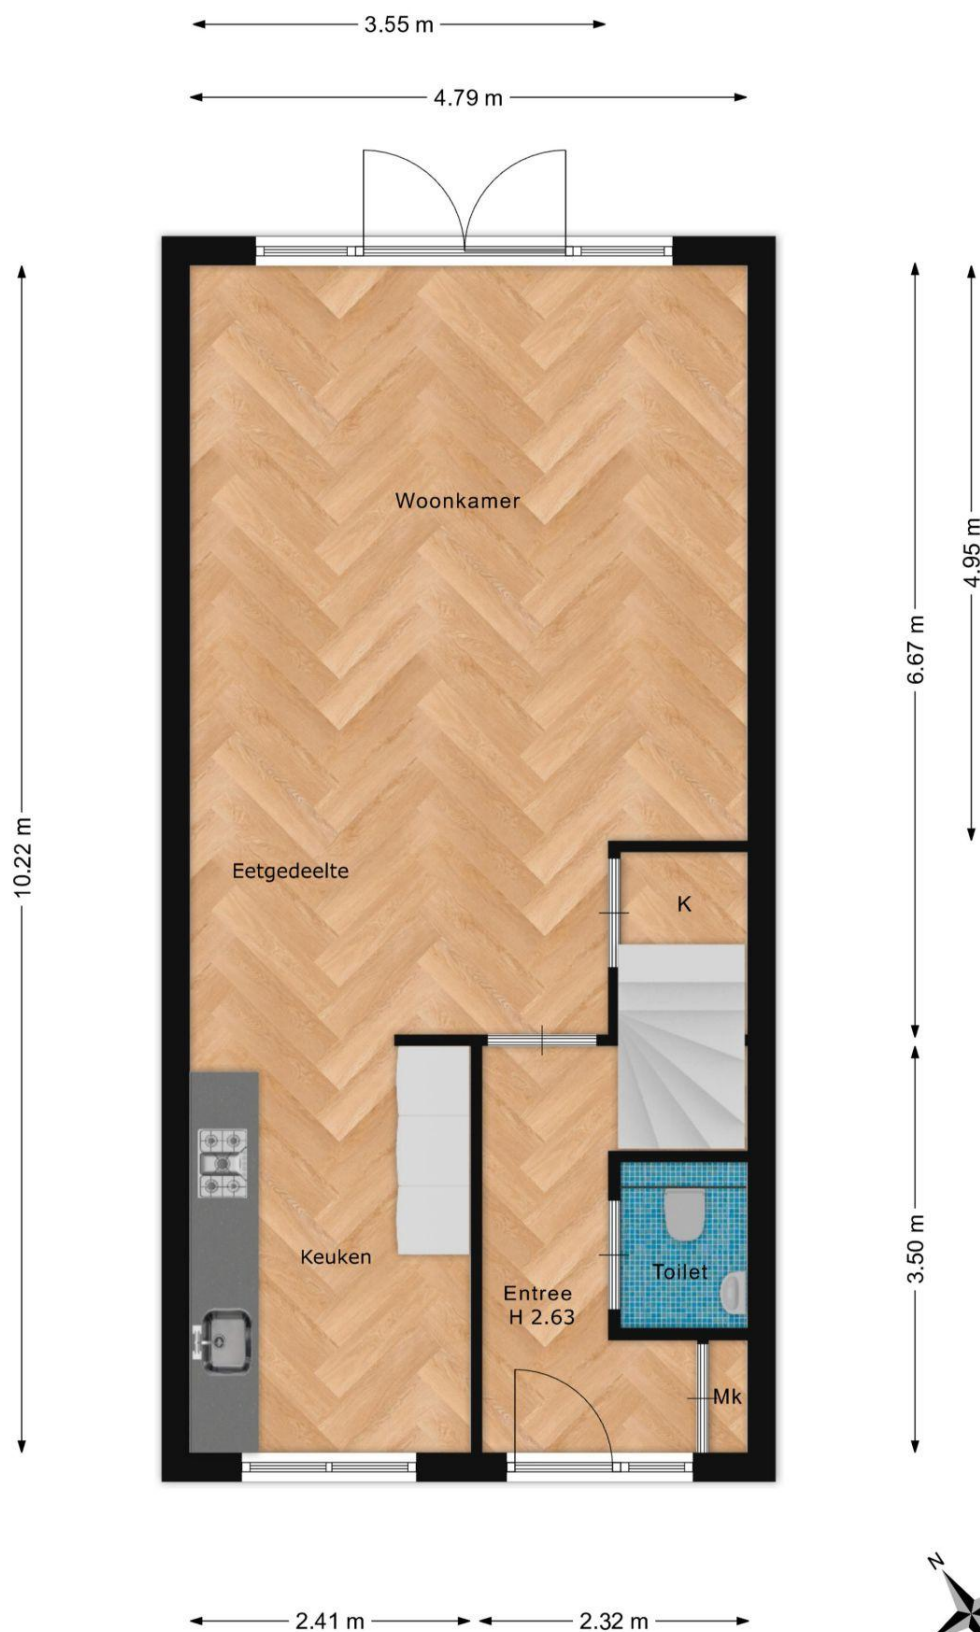 3.55 m
4.79 m
Woonkamer
4.95 m
6.67 m
10.22 m
Eetgedeelte
K
Keuken
Entree
H 2.63
Toilet
3.50 m
Mk
N
2.41 m
2.32 m